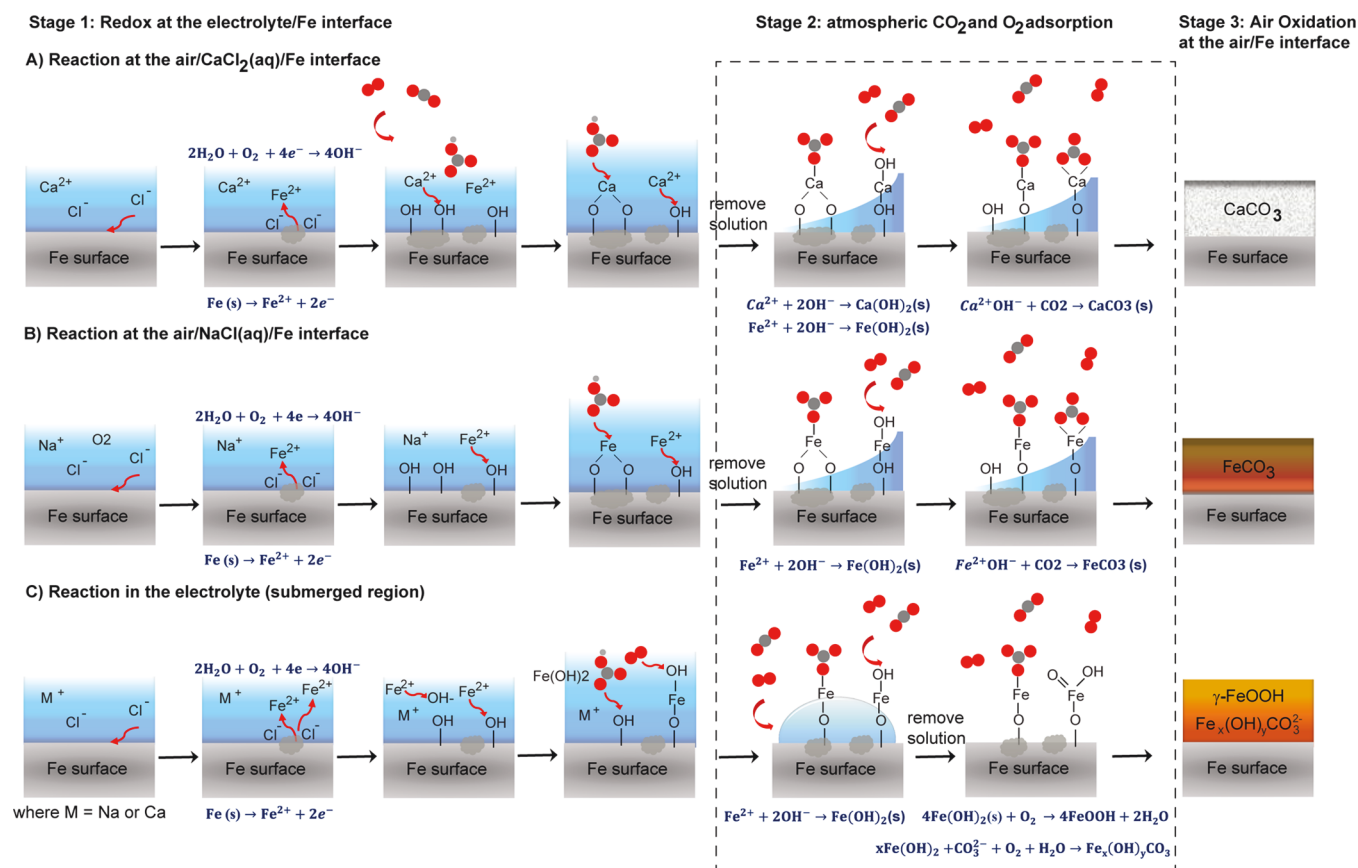 Stage 1: Redox at the electrolyte/Fe interface
Stage 2: atmospheric CO2 and O2 adsorption
Stage 3: Air Oxidation
at the air/Fe interface
A) Reaction at the air/CaCl2(aq)/Fe interface
2H2O + O2 + 4e− → 4OH−
Ca2+
Cl−
Cl−
Fe surface
Ca2+
Fe2+
Cl−
Cl−
Fe surface
Ca2+
Fe2+
OH
OH
OH
Fe surface
Ca
Ca2+
O
O
OH
Fe surface
remove
solution
Ca
O
O
OH
Ca
OH
Fe surface
OH
Ca
O
Ca
O
Fe surface
CaCO3
Fe surface
Fe (s) → Fe2+ + 2e−
Ca2+ + 2OH− → Ca(OH)2(s)
Fe2+ + 2OH− → Fe(OH)2(s)
Ca2+OH− + CO2 → CaCO3 (s)
B) Reaction at the air/NaCl(aq)/Fe interface
2H2O + O2 + 4e → 4OH−
Na+
O2
Cl−
Cl−
Fe surface
Na+
Fe2+
Cl−
Cl−
Fe surface
Na+
Fe2+
OH
OH
OH
Fe surface
Fe
Fe2+
O
O
OH
Fe surface
remove
solution
Fe
O
O
OH
Fe
OH
Fe surface
OH
Fe
O
Fe
O
Fe surface
FeCO3
Fe surface
Fe (s) → Fe2+ + 2e−
Fe2+ + 2OH− → Fe(OH)2(s)
Fe2+OH− + CO2 → FeCO3 (s)
C) Reaction in the electrolyte (submerged region)
2H2O + O2 + 4e → 4OH−
M +
Cl−
Cl−
Fe surface
M +
Fe2+
Fe2+
Cl−
Cl−
Fe surface
Fe2+
OH-
Fe2+
M+
OH
OH
Fe surface
Fe(OH)2
OH
Fe
M+
OH
O
Fe surface
Fe
O
OH
Fe
O
Fe surface
remove
solution
Fe
O
O
OH
Fe
O
Fe surface
γ-FeOOH
Fex(OH)yCO3 2-
Fe surface
where M = Na or Ca
Fe (s) → Fe2+ + 2e−
Fe2+ + 2OH− → Fe(OH)2(s)
4Fe(OH)2(s) + O2 → 4FeOOH + 2H2O
xFe(OH)2 + CO3 2− + O2 + H2O → Fex(OH)yCO3